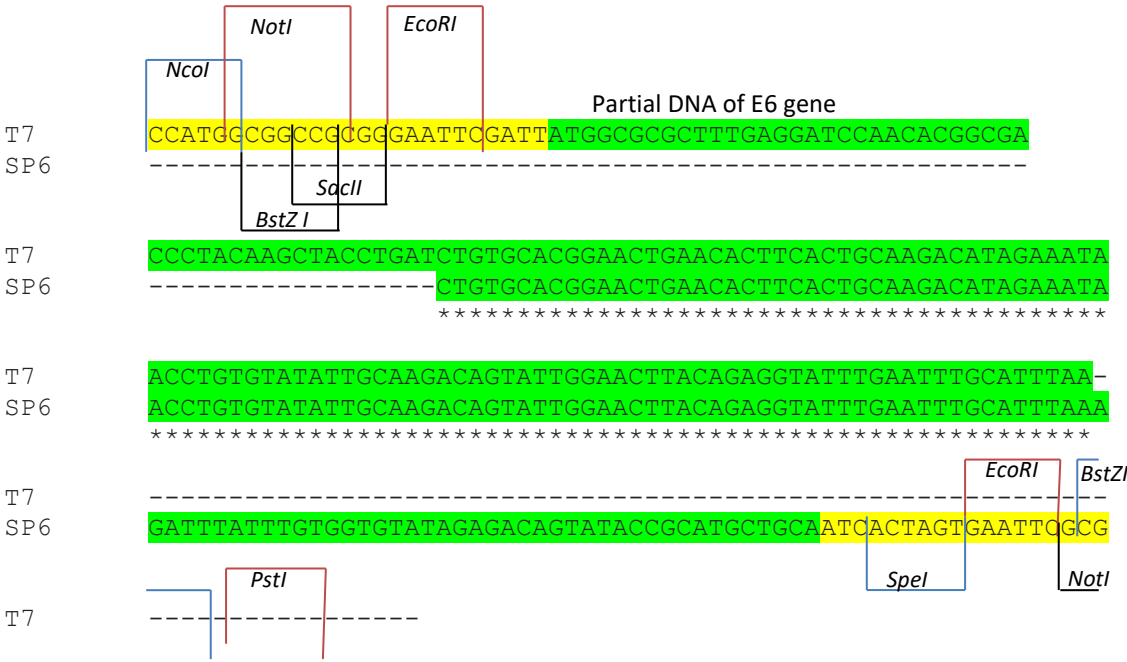 NotI EcoRI
NcoI
Partial DNA of E6 gene
T7 CCATGGCGGCCGCGGGAATTCGATTATGGCGCGCTTTGAGGATCCAACACGGCGA
SP6 -------------------------------------------------------
SacII
BstZ I
T7 CCCTACAAGCTACCTGATCTGTGCACGGAACTGAACACTTCACTGCAAGACATAGAAATA
SP6 ------------------CTGTGCACGGAACTGAACACTTCACTGCAAGACATAGAAATA
******************************************
T7 ACCTGTGTATATTGCAAGACAGTATTGGAACTTACAGAGGTATTTGAATTTGCATTTAA-
SP6 ACCTGTGTATATTGCAAGACAGTATTGGAACTTACAGAGGTATTTGAATTTGCATTTAAA
***********************************************************
EcoRI BstZI
T7 ------------------------------------------------------------
SP6 GATTTATTTGTGGTGTATAGAGACAGTATACCGCATGCTGCAATCACTAGTGAATTCGCG
SpeI NotI
PstI
T7 -----------------